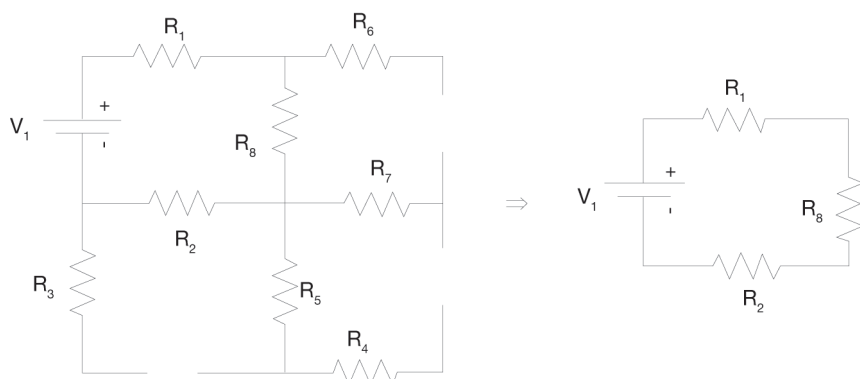 R₁
R₆
V₁
+
-
R₈
R₇
R₂
R₃
R₅
R₄
⇒
R₁
V₁
+
-
R₈
R₂